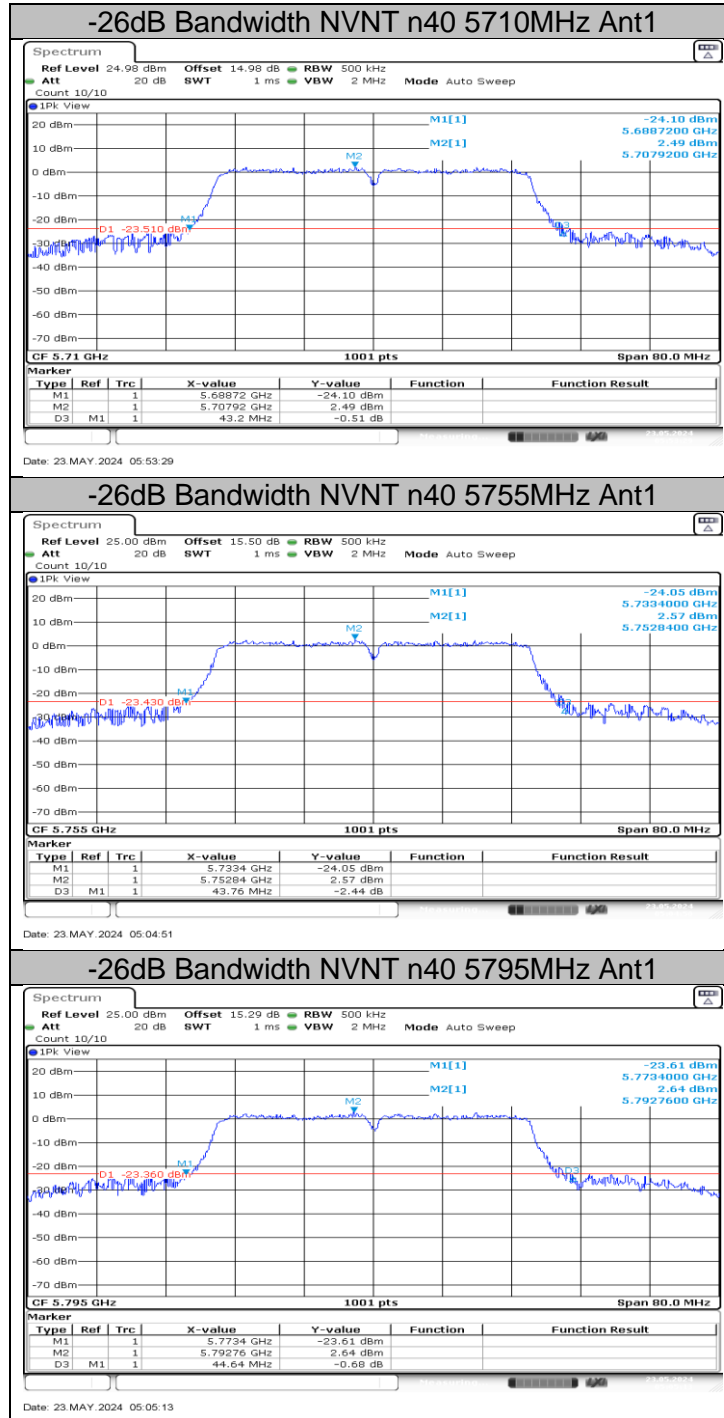 -26dB Bandwidth NVNT n40 5710MHz Ant1
Spectrum
Ref Level 24.98 dBm Offset 14.98 dB RBW 500 kHz
Att 20 dB SWT 1 ms VBW 2 MHz Mode Auto Sweep
Count 10/10
1Pk View
M1[1] -24.10 dBm
5.6887200 GHz
M2[1] 2.49 dBm
5.7079200 GHz
20 dBm
10 dBm
M2
0 dBm
-10 dBm
-20 dBm
M1
D1 -23.510 dBm
D3
-30 dBm
-40 dBm
-50 dBm
-60 dBm
-70 dBm
CF 5.71 GHz 1001 pts Span 80.0 MHz
Marker
Type Ref Trc X-value Y-value Function Function Result
M1 1 5.68872 GHz -24.10 dBm
M2 1 5.70792 GHz 2.49 dBm
D3 M1 1 43.2 MHz -0.51 dB
Date: 23.MAY.2024 05:53:29
-26dB Bandwidth NVNT n40 5755MHz Ant1
Spectrum
Ref Level 25.00 dBm Offset 15.50 dB RBW 500 kHz
Att 20 dB SWT 1 ms VBW 2 MHz Mode Auto Sweep
Count 10/10
1Pk View
M1[1] -24.05 dBm
5.7334000 GHz
M2[1] 2.57 dBm
5.7528400 GHz
20 dBm
10 dBm
M2
0 dBm
-10 dBm
-20 dBm
M1
D1 -23.430 dBm
-30 dBm
-40 dBm
-50 dBm
-60 dBm
-70 dBm
CF 5.755 GHz 1001 pts Span 80.0 MHz
Marker
Type Ref Trc X-value Y-value Function Function Result
M1 1 5.7334 GHz -24.05 dBm
M2 1 5.75284 GHz 2.57 dBm
D3 M1 1 43.76 MHz -2.44 dB
Date: 23.MAY.2024 05:04:51
-26dB Bandwidth NVNT n40 5795MHz Ant1
Spectrum
Ref Level 25.00 dBm Offset 15.29 dB RBW 500 kHz
Att 20 dB SWT 1 ms VBW 2 MHz Mode Auto Sweep
Count 10/10
1Pk View
M1[1] -23.61 dBm
5.7734000 GHz
M2[1] 2.64 dBm
5.7927600 GHz
20 dBm
10 dBm
M2
0 dBm
-10 dBm
-20 dBm
M1
D1 -23.360 dBm
D3
-30 dBm
-40 dBm
-50 dBm
-60 dBm
-70 dBm
CF 5.795 GHz 1001 pts Span 80.0 MHz
Marker
Type Ref Trc X-value Y-value Function Function Result
M1 1 5.7734 GHz -23.61 dBm
M2 1 5.79276 GHz 2.64 dBm
D3 M1 1 44.64 MHz -0.68 dB
Date: 23.MAY.2024 05:05:13